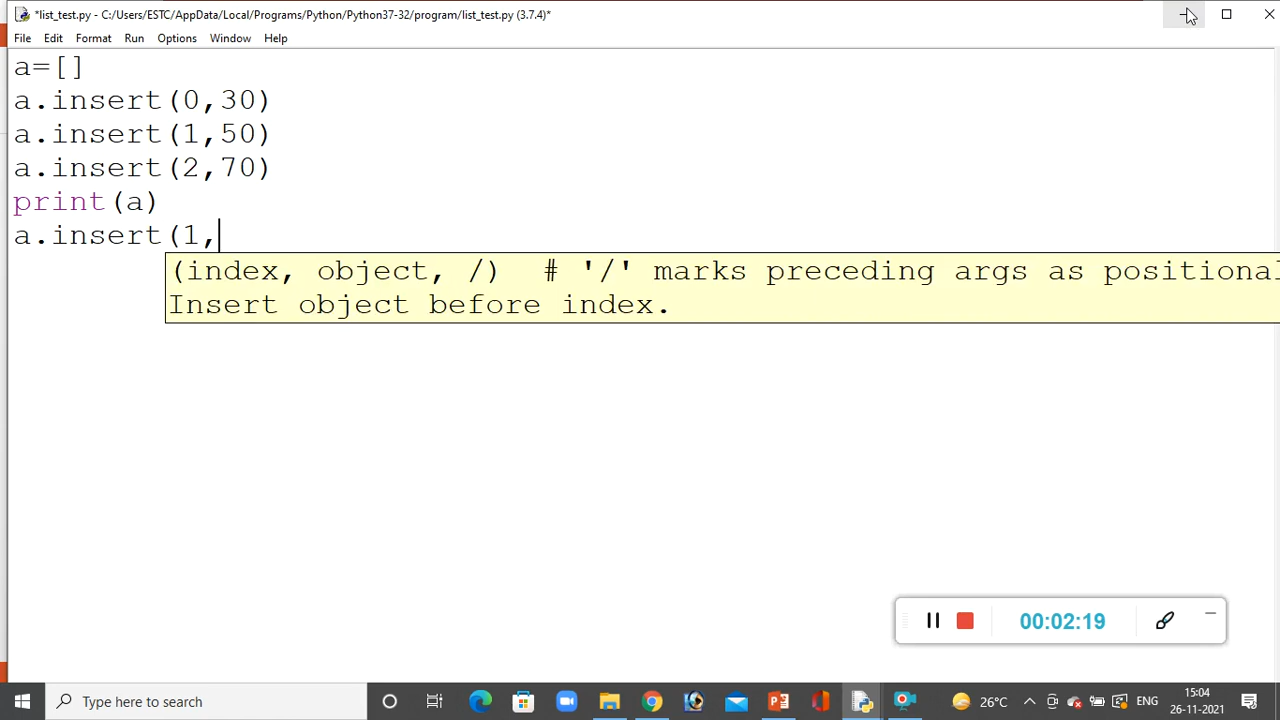 *list_test.py - C:/Users/ESTC/AppData/Local/Programs/Python/Python37-32/program/list_test.py (3.7.4)*
File Edit Format Run Options Window Help
a=[]
a.insert(0,30)
a.insert(1,50)
a.insert(2,70)
print(a)
a.insert(1,
(index, object, /) # '/' marks preceding args as positional
Insert object before index.
00:02:19
Type here to search
26°C
ENG
15:04
26-11-2021